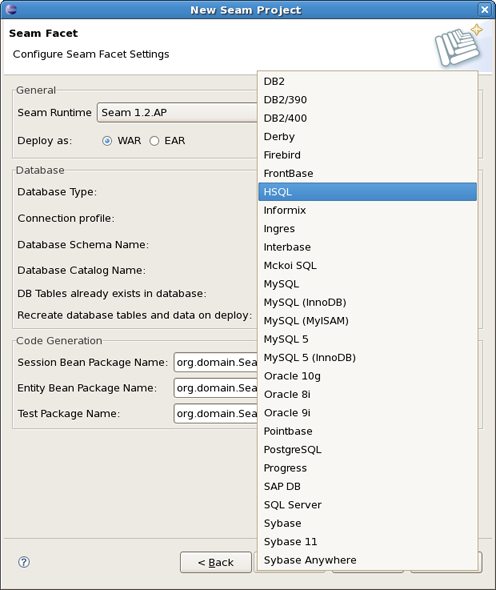 New Seam Project
Seam Facet
Configure Seam Facet Settings
General
Seam Runtime Seam 1.2.AP
Deploy as: WAR EAR
Database
Database Type:
Connection profile:
Database Schema Name:
Database Catalog Name:
DB Tables already exists in database:
Recreate database tables and data on deploy:
Code Generation
Session Bean Package Name: org.domain.Sea
Entity Bean Package Name: org.domain.Sea
Test Package Name: org.domain.Sea
DB2
DB2/390
DB2/400
Derby
Firebird
FrontBase
HSQL
Informix
Ingres
Interbase
Mckoi SQL
MySQL
MySQL (InnoDB)
MySQL (MyISAM)
MySQL 5
MySQL 5 (InnoDB)
Oracle 10g
Oracle 8i
Oracle 9i
Pointbase
PostgreSQL
Progress
SAP DB
SQL Server
Sybase
Sybase 11
Sybase Anywhere
? < Back